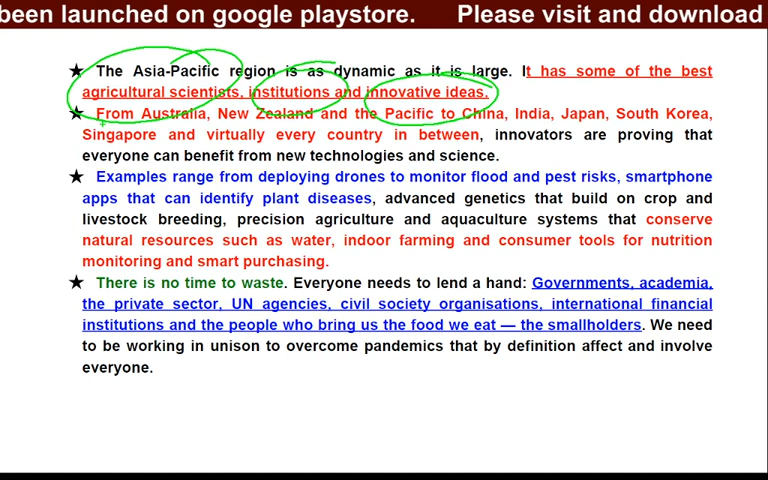 been launched on google playstore. Please visit and download
★ The Asia-Pacific region is as dynamic as it is large. It has some of the best
agricultural scientists, institutions and innovative ideas.
★ From Australia, New Zealand and the Pacific to China, India, Japan, South Korea,
Singapore and virtually every country in between, innovators are proving that
everyone can benefit from new technologies and science.
★ Examples range from deploying drones to monitor flood and pest risks, smartphone
apps that can identify plant diseases, advanced genetics that build on crop and
livestock breeding, precision agriculture and aquaculture systems that conserve
natural resources such as water, indoor farming and consumer tools for nutrition
monitoring and smart purchasing.
★ There is no time to waste. Everyone needs to lend a hand: Governments, academia,
the private sector, UN agencies, civil society organisations, international financial
institutions and the people who bring us the food we eat — the smallholders. We need
to be working in unison to overcome pandemics that by definition affect and involve
everyone.